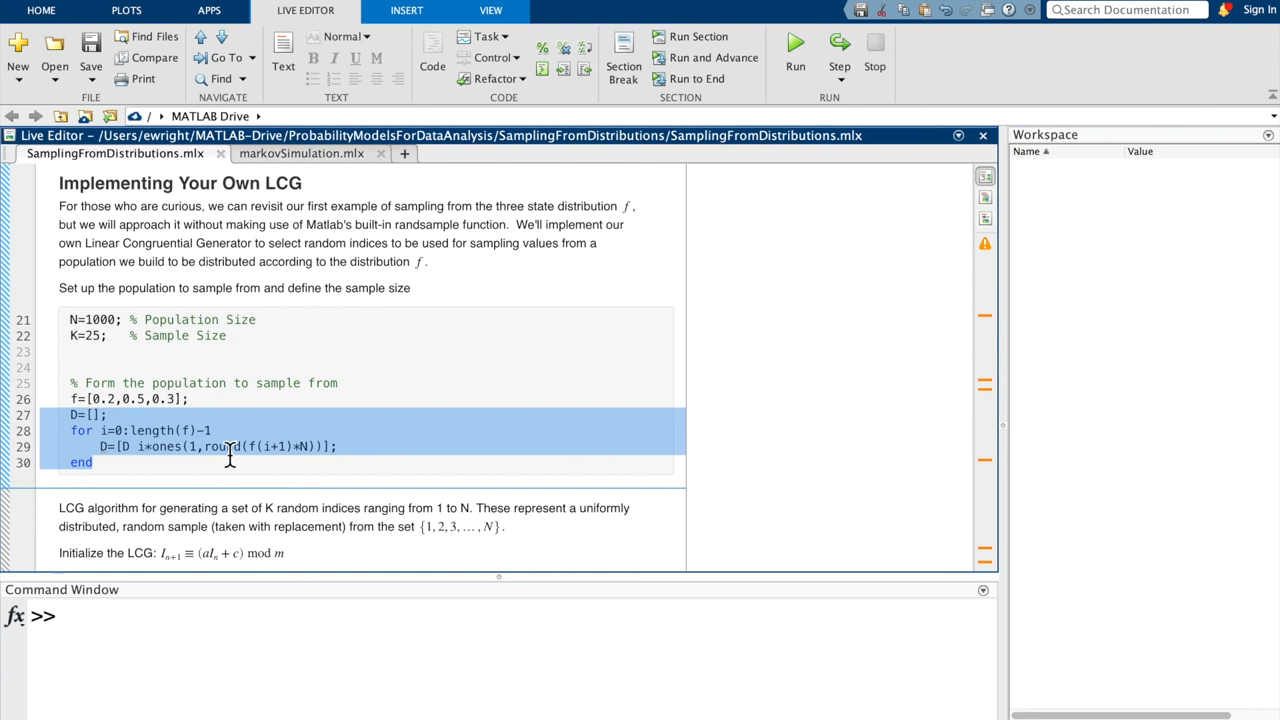 HOME PLOTS APPS LIVE EDITOR INSERT VIEW Search Documentation Sign In
New Open Save Find Files Compare Print
FILE
Go To Find
NAVIGATE
Text Aa Normal B I U M
TEXT
Code Task Control Refactor
CODE
Section Break Run Section Run and Advance Run to End
SECTION
Run Step Stop
RUN
/ MATLAB Drive
Live Editor - /Users/ewright/MATLAB-Drive/ProbabilityModelsForDataAnalysis/SamplingFromDistributions/SamplingFromDistributions.mlx
SamplingFromDistributions.mlx markovSimulation.mlx
Workspace
Name Value
Implementing Your Own LCG
For those who are curious, we can revisit our first example of sampling from the three state distribution f ,
but we will approach it without making use of Matlab's built-in randsample function. We'll implement our
own Linear Congruential Generator to select random indices to be used for sampling values from a
population we build to be distributed according to the distribution f .
Set up the population to sample from and define the sample size
21 N=1000; % Population Size
22 K=25; % Sample Size
23
24
25 % Form the population to sample from
26 f=[0.2,0.5,0.3];
27 D=[];
28 for i=0:length(f)-1
29 D=[D i*ones(1,round(f(i+1)*N))];
30 end
LCG algorithm for generating a set of K random indices ranging from 1 to N. These represent a uniformly
distributed, random sample (taken with replacement) from the set {1, 2, 3, … , N}.
Initialize the LCG: Iₙ₊₁ ≡ (aIₙ + c) mod m
Command Window
fx >>